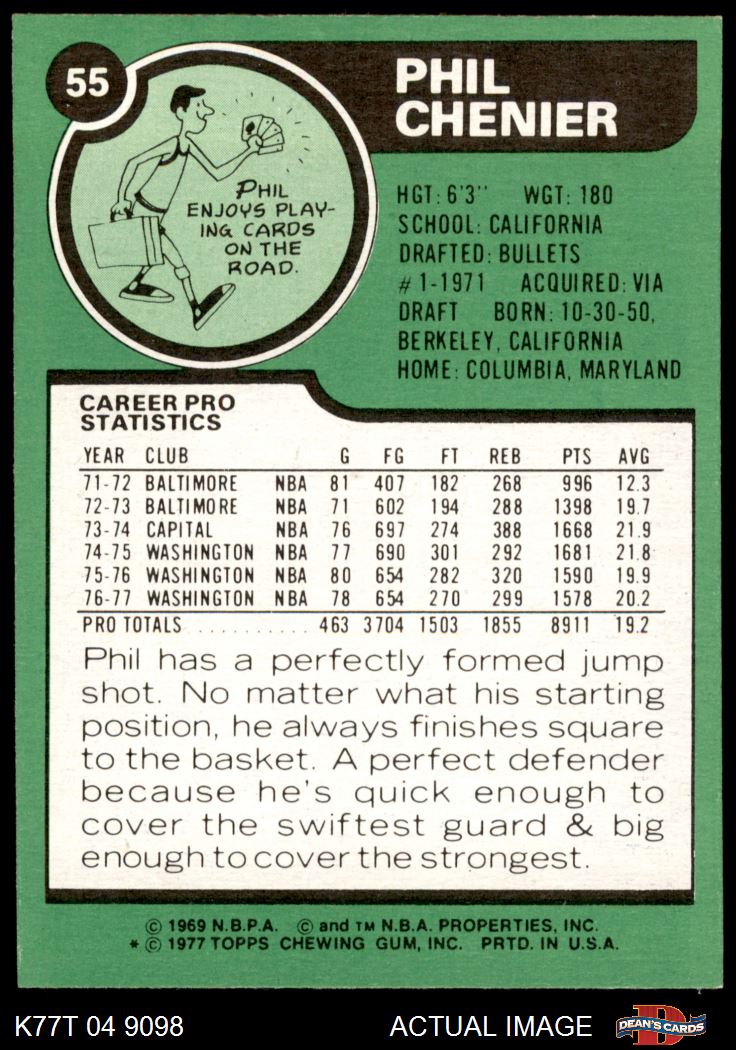 55
PHIL
CHENIER
PHIL
ENJOYS PLAY-
ING CARDS
ON THE
ROAD.
HGT: 6'3" WGT: 180
SCHOOL: CALIFORNIA
DRAFTED: BULLETS
#1-1971 ACQUIRED: VIA
DRAFT BORN: 10-30-50,
BERKELEY, CALIFORNIA
HOME: COLUMBIA, MARYLAND
CAREER PRO
STATISTICS
YEAR CLUB G FG FT REB PTS AVG
71-72 BALTIMORE NBA 81 407 182 268 996 12.3
72-73 BALTIMORE NBA 71 602 194 288 1398 19.7
73-74 CAPITAL NBA 76 697 274 388 1668 21.9
74-75 WASHINGTON NBA 77 690 301 292 1681 21.8
75-76 WASHINGTON NBA 80 654 282 320 1590 19.9
76-77 WASHINGTON NBA 78 654 270 299 1578 20.2
PRO TOTALS . . . . . . . . . . . 463 3704 1503 1855 8911 19.2
Phil has a perfectly formed jump
shot. No matter what his starting
position, he always finishes square
to the basket. A perfect defender
because he's quick enough to
cover the swiftest guard & big
enough to cover the strongest.
© 1969 N.B.P.A. © and TM N.B.A. PROPERTIES, INC.
* © 1977 TOPPS CHEWING GUM, INC. PRTD. IN U.S.A.
K77T 04 9098 ACTUAL IMAGE D DEAN'S CARDS